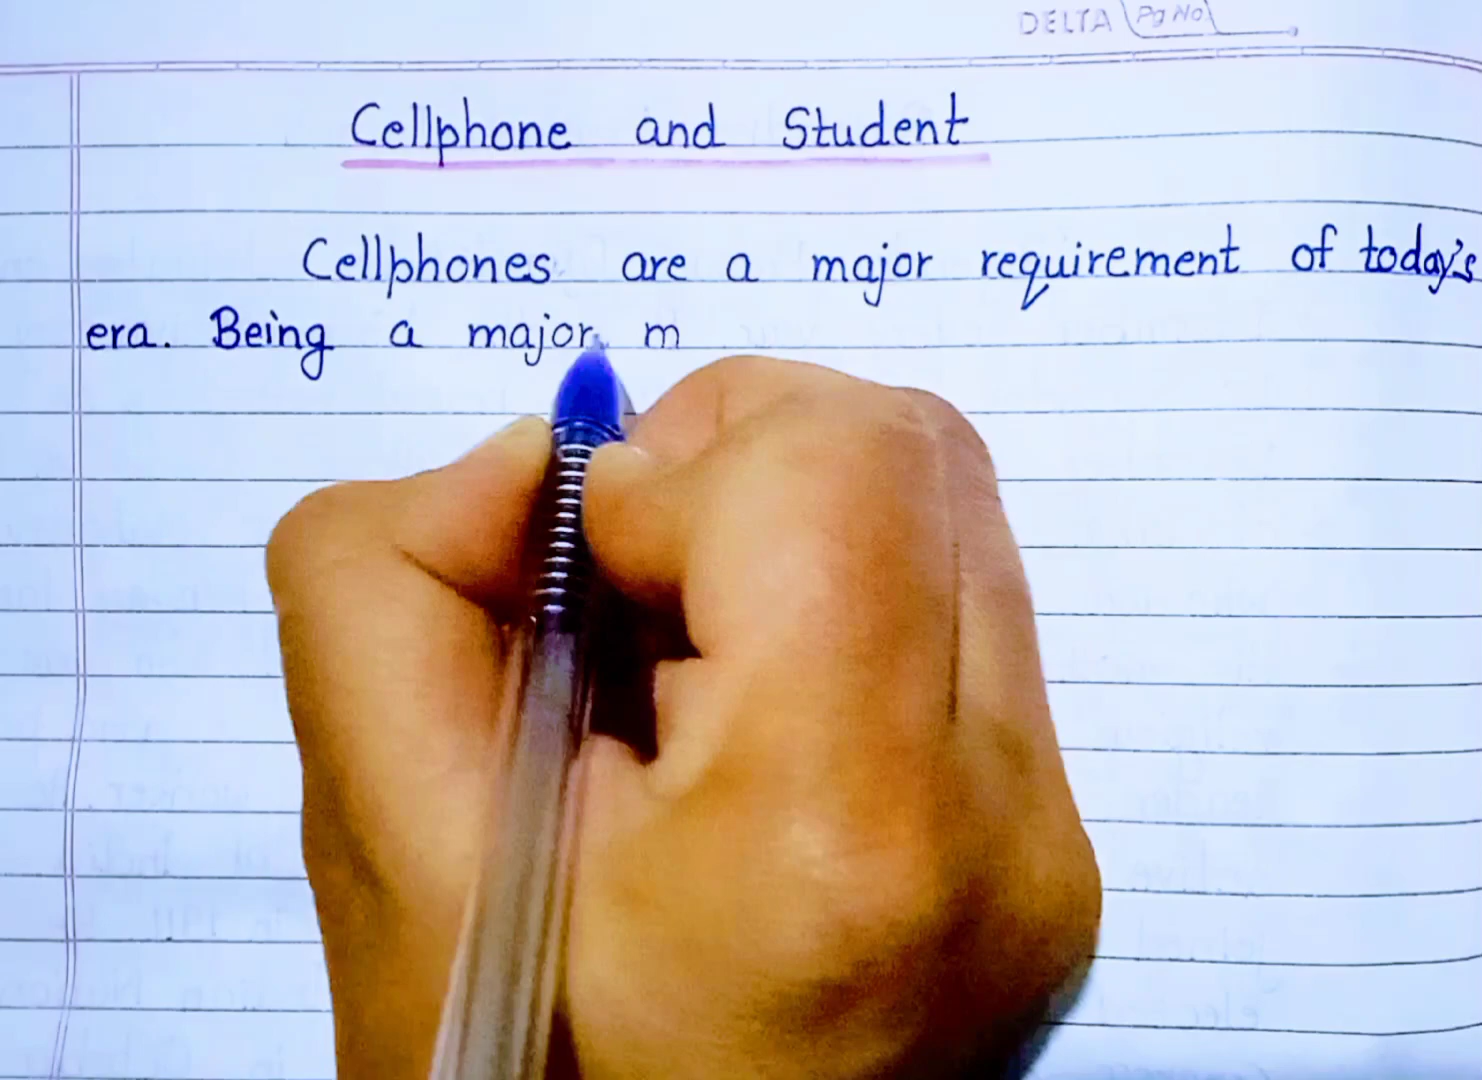 DELTA Pg No
Cellphone and Student
Cellphones are a major requirement of today's
era. Being a major m